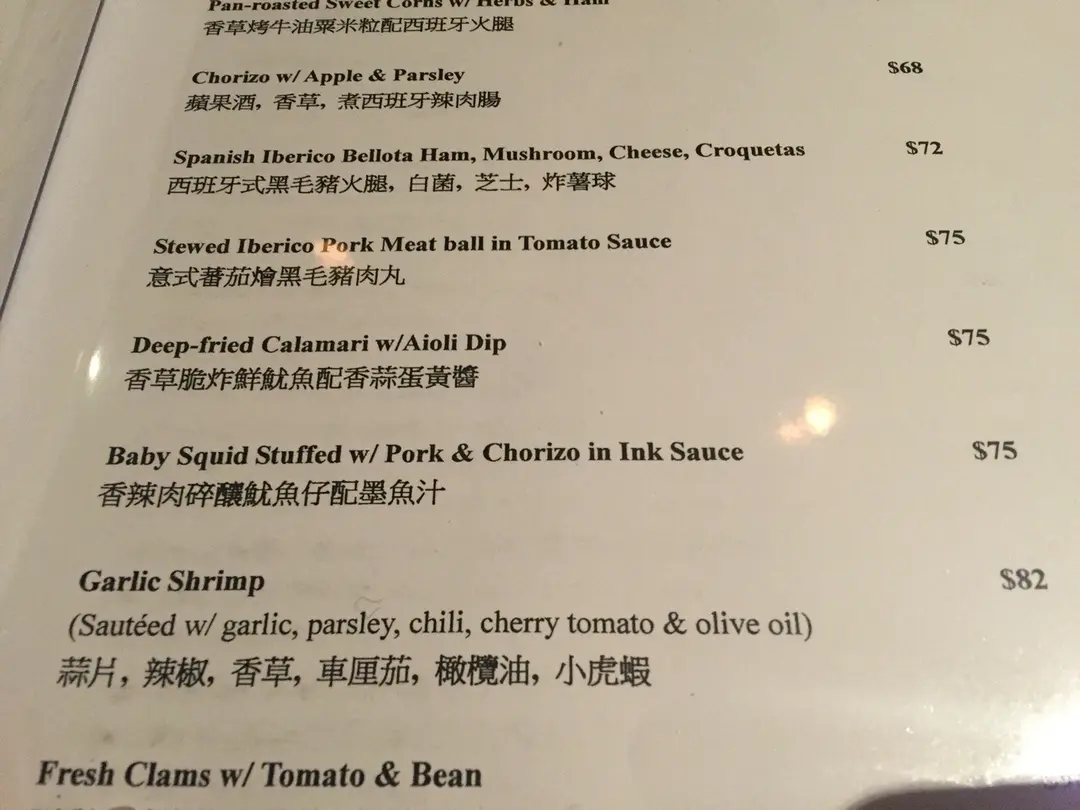 Pan-roasted Sweet Corns w/ Herbs & Ham
香草烤牛油粟米粒配西班牙火腿
Chorizo w/ Apple & Parsley $68
蘋果酒, 香草, 煮西班牙辣肉腸
Spanish Iberico Bellota Ham, Mushroom, Cheese, Croquetas $72
西班牙式黑毛豬火腿, 白菌, 芝士, 炸薯球
Stewed Iberico Pork Meat ball in Tomato Sauce $75
意式蕃茄燴黑毛豬肉丸
Deep-fried Calamari w/Aioli Dip $75
香草脆炸鮮魷魚配香蒜蛋黃醬
Baby Squid Stuffed w/ Pork & Chorizo in Ink Sauce $75
香辣肉碎釀魷魚仔配墨魚汁
Garlic Shrimp $82
(Sautéed w/ garlic, parsley, chili, cherry tomato & olive oil)
蒜片, 辣椒, 香草, 車厘茄, 橄欖油, 小虎蝦
Fresh Clams w/ Tomato & Bean